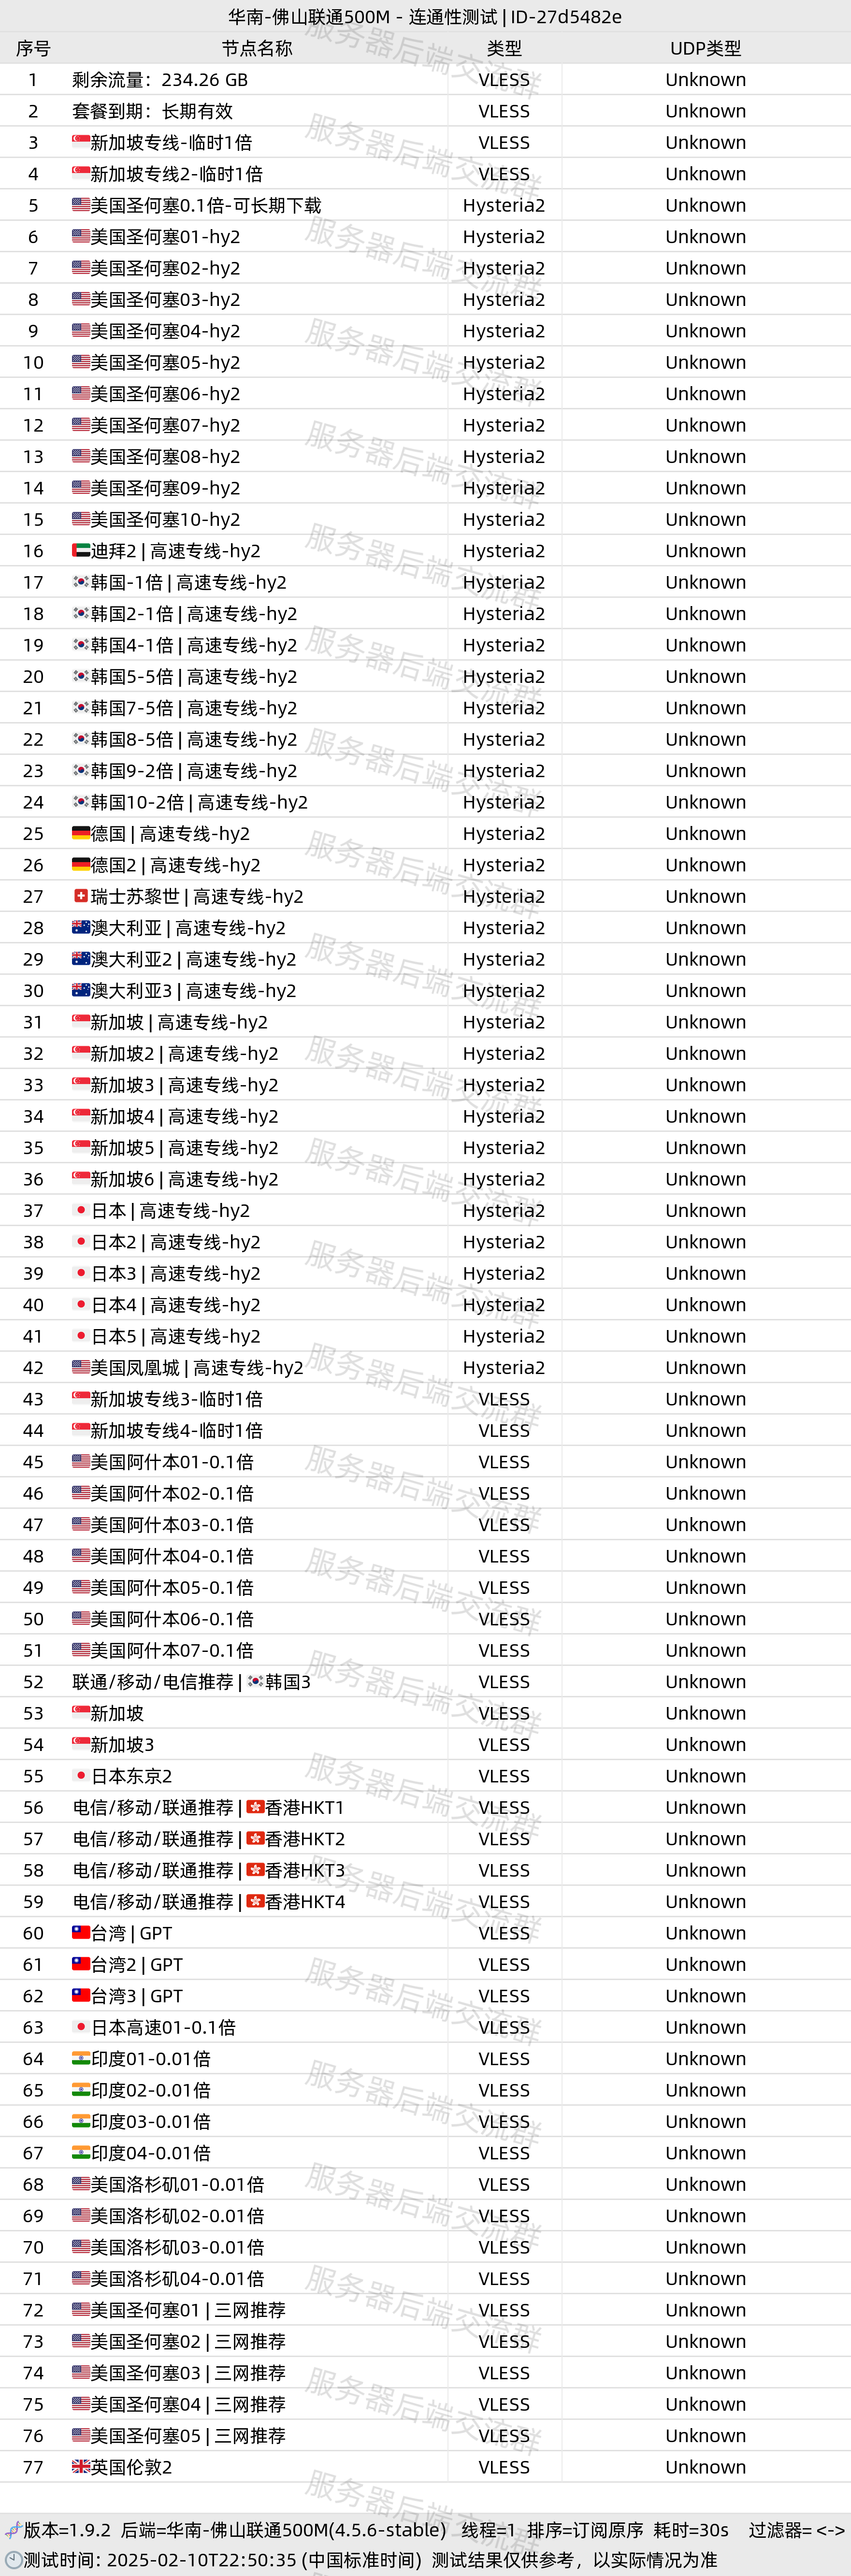 华南-佛山联通500M - 连通性测试 | ID-27d5482e
序号 节点名称 类型 UDP类型
1 剩余流量：234.26 GB VLESS Unknown
2 套餐到期：长期有效 VLESS Unknown
3 🇸🇬新加坡专线-临时1倍 VLESS Unknown
4 🇸🇬新加坡专线2-临时1倍 VLESS Unknown
5 🇺🇸美国圣何塞0.1倍-可长期下载 Hysteria2 Unknown
6 🇺🇸美国圣何塞01-hy2 Hysteria2 Unknown
7 🇺🇸美国圣何塞02-hy2 Hysteria2 Unknown
8 🇺🇸美国圣何塞03-hy2 Hysteria2 Unknown
9 🇺🇸美国圣何塞04-hy2 Hysteria2 Unknown
10 🇺🇸美国圣何塞05-hy2 Hysteria2 Unknown
11 🇺🇸美国圣何塞06-hy2 Hysteria2 Unknown
12 🇺🇸美国圣何塞07-hy2 Hysteria2 Unknown
13 🇺🇸美国圣何塞08-hy2 Hysteria2 Unknown
14 🇺🇸美国圣何塞09-hy2 Hysteria2 Unknown
15 🇺🇸美国圣何塞10-hy2 Hysteria2 Unknown
16 🇦🇪迪拜2 | 高速专线-hy2 Hysteria2 Unknown
17 🇰🇷韩国-1倍 | 高速专线-hy2 Hysteria2 Unknown
18 🇰🇷韩国2-1倍 | 高速专线-hy2 Hysteria2 Unknown
19 🇰🇷韩国4-1倍 | 高速专线-hy2 Hysteria2 Unknown
20 🇰🇷韩国5-5倍 | 高速专线-hy2 Hysteria2 Unknown
21 🇰🇷韩国7-5倍 | 高速专线-hy2 Hysteria2 Unknown
22 🇰🇷韩国8-5倍 | 高速专线-hy2 Hysteria2 Unknown
23 🇰🇷韩国9-2倍 | 高速专线-hy2 Hysteria2 Unknown
24 🇰🇷韩国10-2倍 | 高速专线-hy2 Hysteria2 Unknown
25 🇩🇪德国 | 高速专线-hy2 Hysteria2 Unknown
26 🇩🇪德国2 | 高速专线-hy2 Hysteria2 Unknown
27 🇨🇭瑞士苏黎世 | 高速专线-hy2 Hysteria2 Unknown
28 🇦🇺澳大利亚 | 高速专线-hy2 Hysteria2 Unknown
29 🇦🇺澳大利亚2 | 高速专线-hy2 Hysteria2 Unknown
30 🇦🇺澳大利亚3 | 高速专线-hy2 Hysteria2 Unknown
31 🇸🇬新加坡 | 高速专线-hy2 Hysteria2 Unknown
32 🇸🇬新加坡2 | 高速专线-hy2 Hysteria2 Unknown
33 🇸🇬新加坡3 | 高速专线-hy2 Hysteria2 Unknown
34 🇸🇬新加坡4 | 高速专线-hy2 Hysteria2 Unknown
35 🇸🇬新加坡5 | 高速专线-hy2 Hysteria2 Unknown
36 🇸🇬新加坡6 | 高速专线-hy2 Hysteria2 Unknown
37 🇯🇵日本 | 高速专线-hy2 Hysteria2 Unknown
38 🇯🇵日本2 | 高速专线-hy2 Hysteria2 Unknown
39 🇯🇵日本3 | 高速专线-hy2 Hysteria2 Unknown
40 🇯🇵日本4 | 高速专线-hy2 Hysteria2 Unknown
41 🇯🇵日本5 | 高速专线-hy2 Hysteria2 Unknown
42 🇺🇸美国凤凰城 | 高速专线-hy2 Hysteria2 Unknown
43 🇸🇬新加坡专线3-临时1倍 VLESS Unknown
44 🇸🇬新加坡专线4-临时1倍 VLESS Unknown
45 🇺🇸美国阿什本01-0.1倍 VLESS Unknown
46 🇺🇸美国阿什本02-0.1倍 VLESS Unknown
47 🇺🇸美国阿什本03-0.1倍 VLESS Unknown
48 🇺🇸美国阿什本04-0.1倍 VLESS Unknown
49 🇺🇸美国阿什本05-0.1倍 VLESS Unknown
50 🇺🇸美国阿什本06-0.1倍 VLESS Unknown
51 🇺🇸美国阿什本07-0.1倍 VLESS Unknown
52 联通/移动/电信推荐 | 🇰🇷韩国3 VLESS Unknown
53 🇸🇬新加坡 VLESS Unknown
54 🇸🇬新加坡3 VLESS Unknown
55 🇯🇵日本东京2 VLESS Unknown
56 电信/移动/联通推荐 | 🇭🇰香港HKT1 VLESS Unknown
57 电信/移动/联通推荐 | 🇭🇰香港HKT2 VLESS Unknown
58 电信/移动/联通推荐 | 🇭🇰香港HKT3 VLESS Unknown
59 电信/移动/联通推荐 | 🇭🇰香港HKT4 VLESS Unknown
60 🇹🇼台湾 | GPT VLESS Unknown
61 🇹🇼台湾2 | GPT VLESS Unknown
62 🇹🇼台湾3 | GPT VLESS Unknown
63 🇯🇵日本高速01-0.1倍 VLESS Unknown
64 🇮🇳印度01-0.01倍 VLESS Unknown
65 🇮🇳印度02-0.01倍 VLESS Unknown
66 🇮🇳印度03-0.01倍 VLESS Unknown
67 🇮🇳印度04-0.01倍 VLESS Unknown
68 🇺🇸美国洛杉矶01-0.01倍 VLESS Unknown
69 🇺🇸美国洛杉矶02-0.01倍 VLESS Unknown
70 🇺🇸美国洛杉矶03-0.01倍 VLESS Unknown
71 🇺🇸美国洛杉矶04-0.01倍 VLESS Unknown
72 🇺🇸美国圣何塞01 | 三网推荐 VLESS Unknown
73 🇺🇸美国圣何塞02 | 三网推荐 VLESS Unknown
74 🇺🇸美国圣何塞03 | 三网推荐 VLESS Unknown
75 🇺🇸美国圣何塞04 | 三网推荐 VLESS Unknown
76 🇺🇸美国圣何塞05 | 三网推荐 VLESS Unknown
77 🇬🇧英国伦敦2 VLESS Unknown
🧬版本=1.9.2 后端=华南-佛山联通500M(4.5.6-stable) 线程=1 排序=订阅原序 耗时=30s 过滤器= <->
🕙测试时间: 2025-02-10T22:50:35 (中国标准时间) 测试结果仅供参考，以实际情况为准
服务器后端交流群